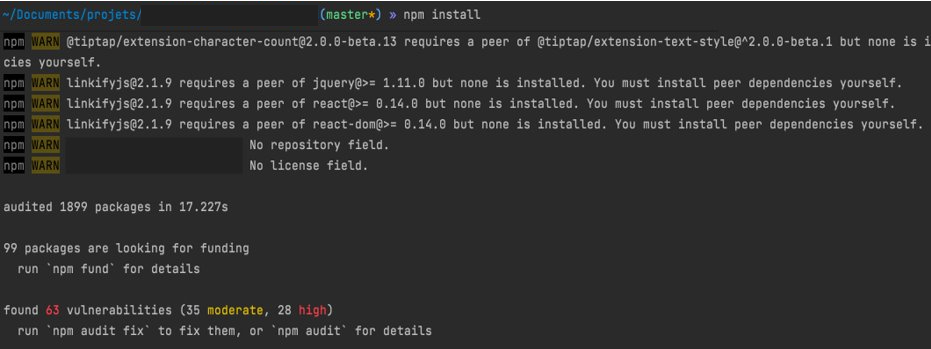 ~/Documents/projets/ (master*) » npm install
npm WARN @tiptap/extension-character-count@2.0.0-beta.13 requires a peer of @tiptap/extension-text-style@^2.0.0-beta.1 but none is i
cies yourself.
npm WARN linkifyjs@2.1.9 requires a peer of jquery@>= 1.11.0 but none is installed. You must install peer dependencies yourself.
npm WARN linkifyjs@2.1.9 requires a peer of react@>= 0.14.0 but none is installed. You must install peer dependencies yourself.
npm WARN linkifyjs@2.1.9 requires a peer of react-dom@>= 0.14.0 but none is installed. You must install peer dependencies yourself.
npm WARN No repository field.
npm WARN No license field.
audited 1899 packages in 17.227s
99 packages are looking for funding
run `npm fund` for details
found 63 vulnerabilities (35 moderate, 28 high)
run `npm audit fix` to fix them, or `npm audit` for details